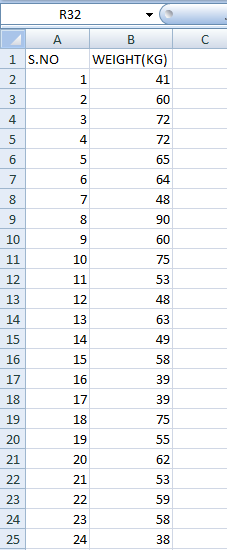 R32
A B C
1 S.NO WEIGHT(KG)
2 1 41
3 2 60
4 3 72
5 4 72
6 5 65
7 6 64
8 7 48
9 8 90
10 9 60
11 10 75
12 11 53
13 12 48
14 13 63
15 14 49
16 15 58
17 16 39
18 17 39
19 18 75
20 19 55
21 20 62
22 21 53
23 22 59
24 23 58
25 24 38